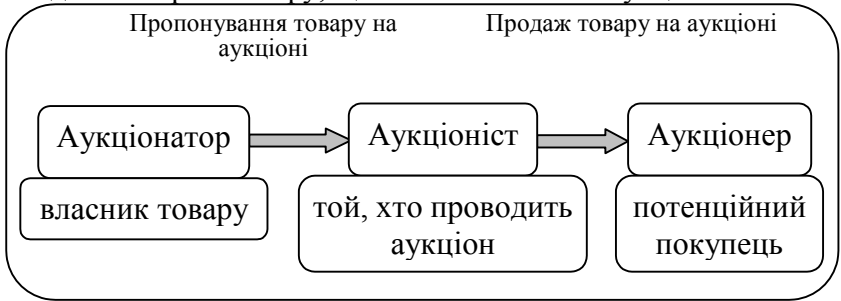 Пропонування товару на
аукціоні
Продаж товару на аукціоні
Аукціонатор
Аукціоніст
Аукціонер
власник товару
той, хто проводить
аукціон
потенційний
покупець